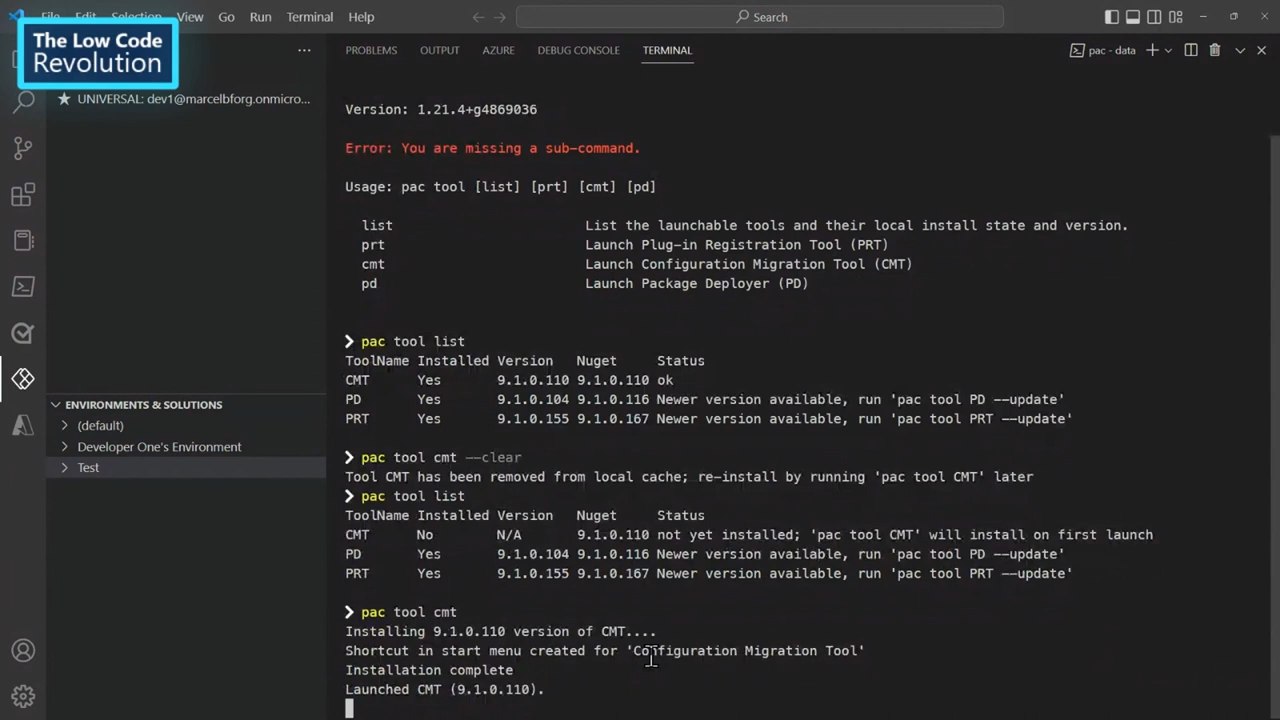 File Edit Selection View Go Run Terminal Help
Search
The Low Code
Revolution
PROBLEMS OUTPUT AZURE DEBUG CONSOLE TERMINAL
pac - data
UNIVERSAL: dev1@marcelbforg.onmicro...
ENVIRONMENTS & SOLUTIONS
(default)
Developer One's Environment
Test
Version: 1.21.4+g4869036
Error: You are missing a sub-command.
Usage: pac tool [list] [prt] [cmt] [pd]
list List the launchable tools and their local install state and version.
prt Launch Plug-in Registration Tool (PRT)
cmt Launch Configuration Migration Tool (CMT)
pd Launch Package Deployer (PD)
❯ pac tool list
ToolName Installed Version Nuget Status
CMT Yes 9.1.0.110 9.1.0.110 ok
PD Yes 9.1.0.104 9.1.0.116 Newer version available, run 'pac tool PD --update'
PRT Yes 9.1.0.155 9.1.0.167 Newer version available, run 'pac tool PRT --update'
❯ pac tool cmt --clear
Tool CMT has been removed from local cache; re-install by running 'pac tool CMT' later
❯ pac tool list
ToolName Installed Version Nuget Status
CMT No N/A 9.1.0.110 not yet installed; 'pac tool CMT' will install on first launch
PD Yes 9.1.0.104 9.1.0.116 Newer version available, run 'pac tool PD --update'
PRT Yes 9.1.0.155 9.1.0.167 Newer version available, run 'pac tool PRT --update'
❯ pac tool cmt
Installing 9.1.0.110 version of CMT....
Shortcut in start menu created for 'Configuration Migration Tool'
Installation complete
Launched CMT (9.1.0.110).